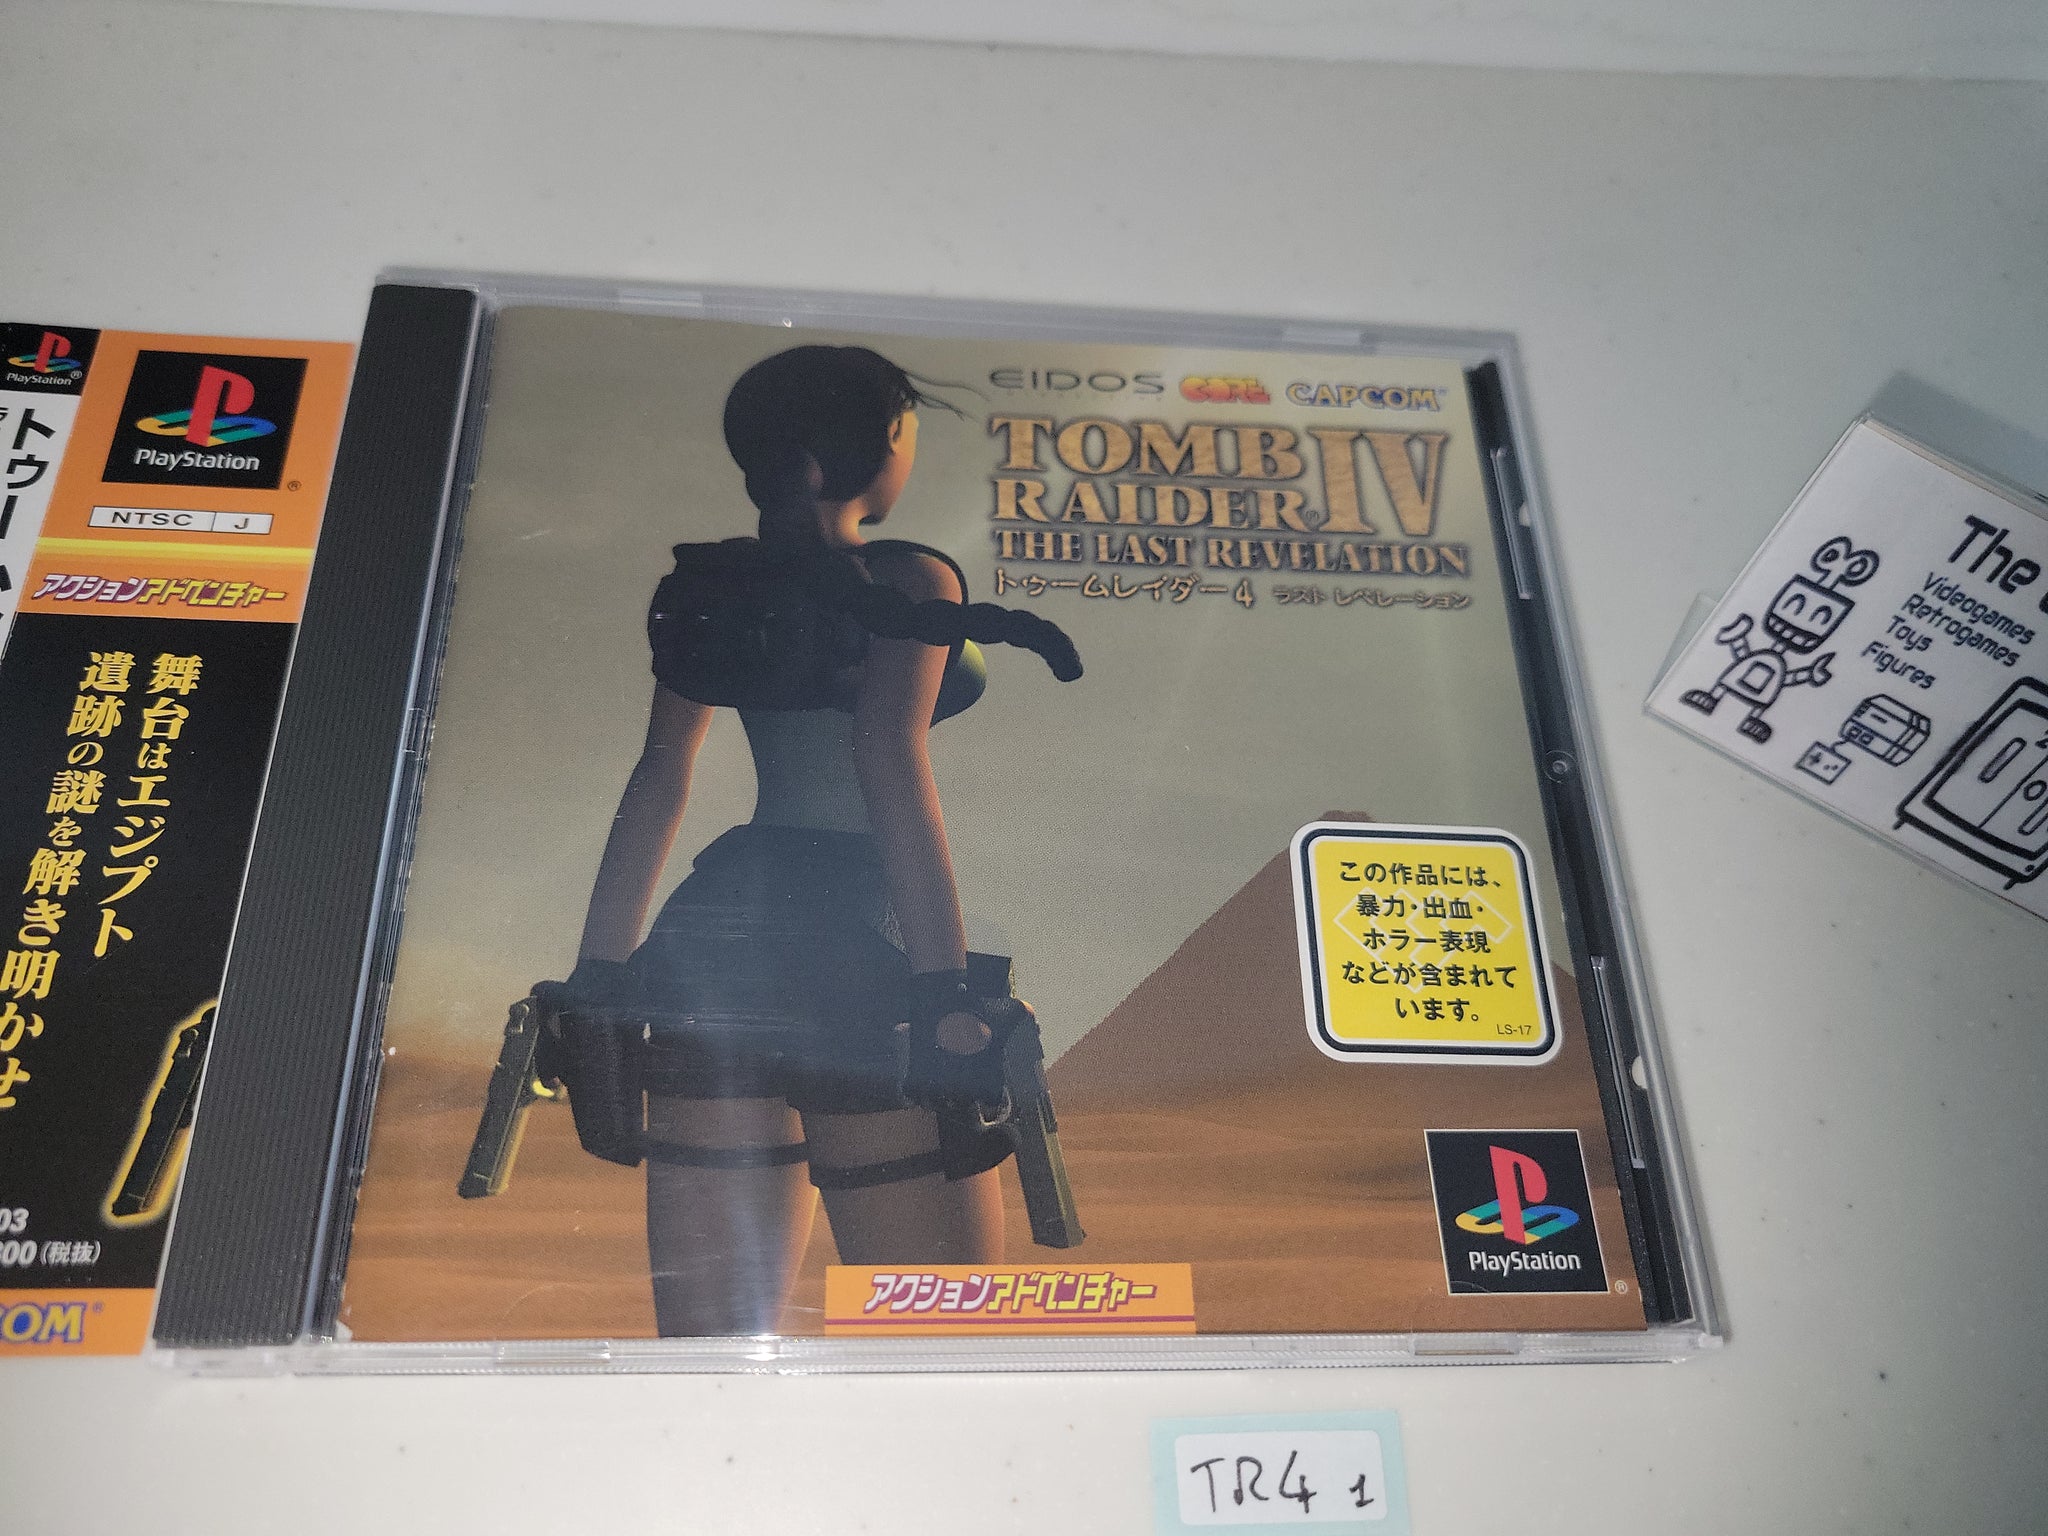 PlayStation
PlayStation
NTSC J
アクションアドベンチャー
舞台はエジプト
遺跡の謎を解き明かせ
03
00(税抜)
COM
EIDOS CORE CAPCOM
TOMB
RAIDER IV
THE LAST REVELATION
トゥームレイダー4 ラスト レベレーション
この作品には、
暴力・出血・
ホラー表現
などが含まれて
います。
LS-17
PlayStation
アクションアドベンチャー
The
Videogames
Retrogames
Toys
Figures
TR4 1